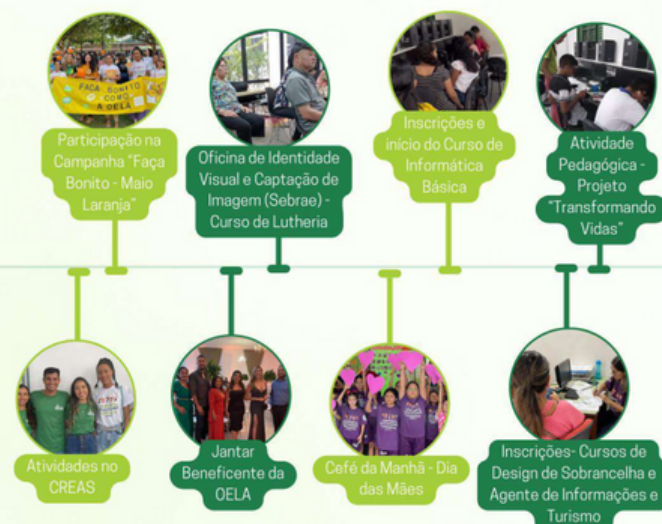 FAÇA BONITO
COMO
A OELA
Participação na
Campanha "Faça
Bonito - Maio
Laranja"
Oficina de Identidade
Visual e Captação de
Imagem (Sebrae) -
Curso de Lutheria
Inscrições e
início do Curso de
Informática
Básica
Atividade
Pedagógica -
Projeto
"Transformando
Vidas"
Atividades no
CREAS
Jantar
Beneficente da
OELA
Cefé da Manhã - Dia
das Mães
Inscrições- Cursos de
Design de Sobrancelha e
Agente de Informações e
Turismo